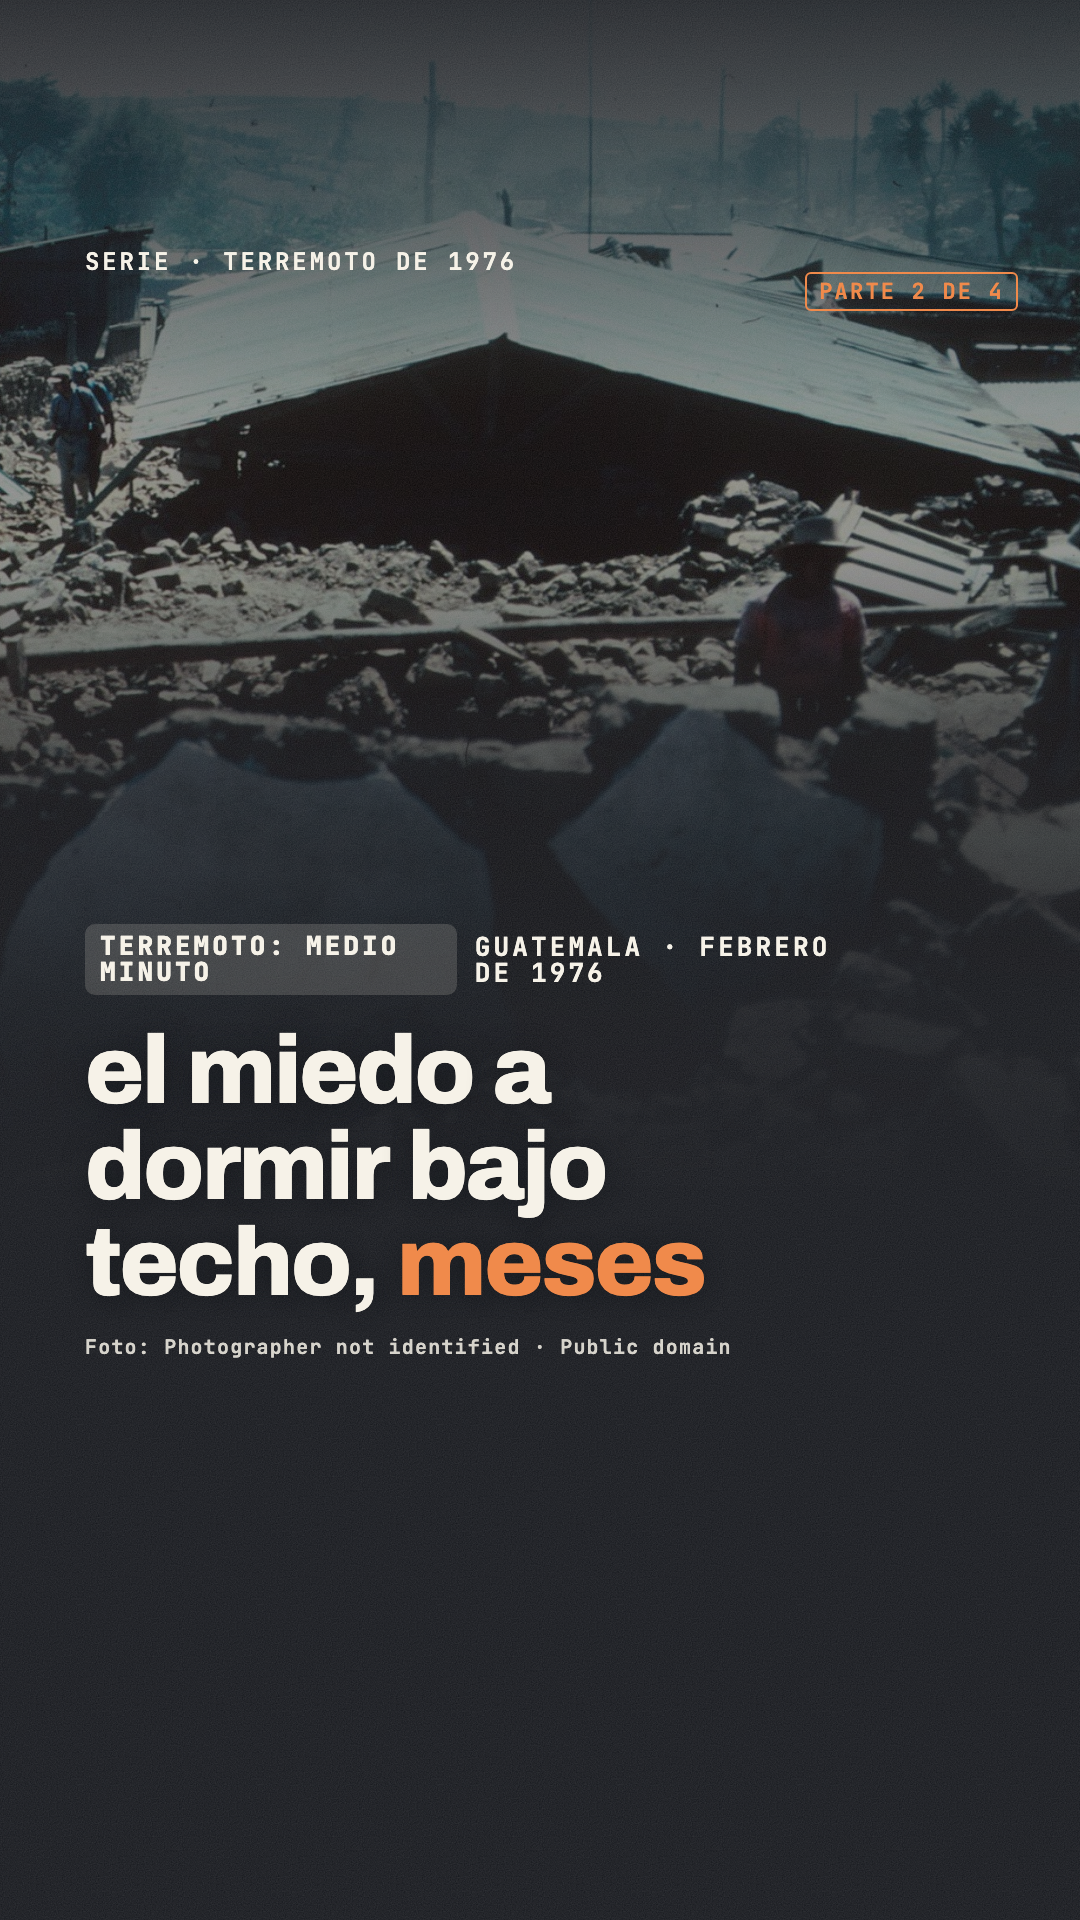 SERIE · TERREMOTO DE 1976
PARTE 2 DE 4
TERREMOTO: MEDIO
MINUTO
GUATEMALA · FEBRERO
DE 1976
el miedo a
dormir bajo
techo, meses
Foto: Photographer not identified · Public domain